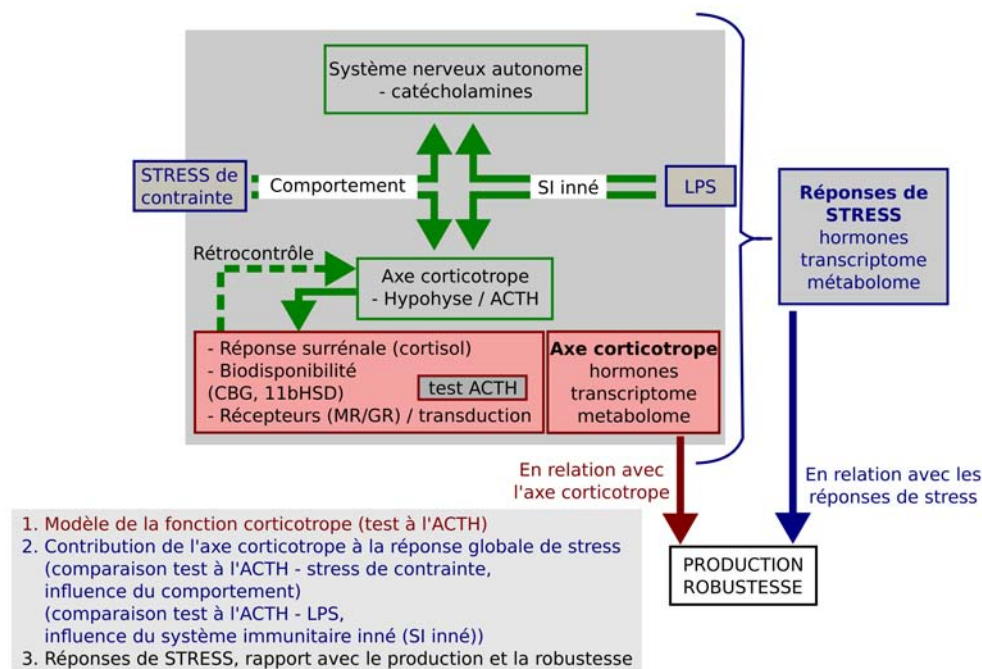 Système nerveux autonome
- catécholamines
STRESS de
contrainte
Comportement
SI inné
LPS
Réponses de
STRESS
hormones
transcriptome
métabolome
Rétrocontrôle
Axe corticotrope
- Hypohyse / ACTH
- Réponse surrénale (cortisol)
- Biodisponibilité
(CBG, 11bHSD)
test ACTH
- Récepteurs (MR/GR) / transduction
Axe corticotrope
hormones
transcriptome
metabolome
En relation avec
l'axe corticotrope
En relation avec les
réponses de stress
PRODUCTION
ROBUSTESSE
1. Modèle de la fonction corticotrope (test à l'ACTH)
2. Contribution de l'axe corticotrope à la réponse globale de stress
(comparaison test à l'ACTH - stress de contrainte,
influence du comportement)
(comparaison test à l'ACTH - LPS,
influence du système immunitaire inné (SI inné))
3. Réponses de STRESS, rapport avec le production et la robustesse